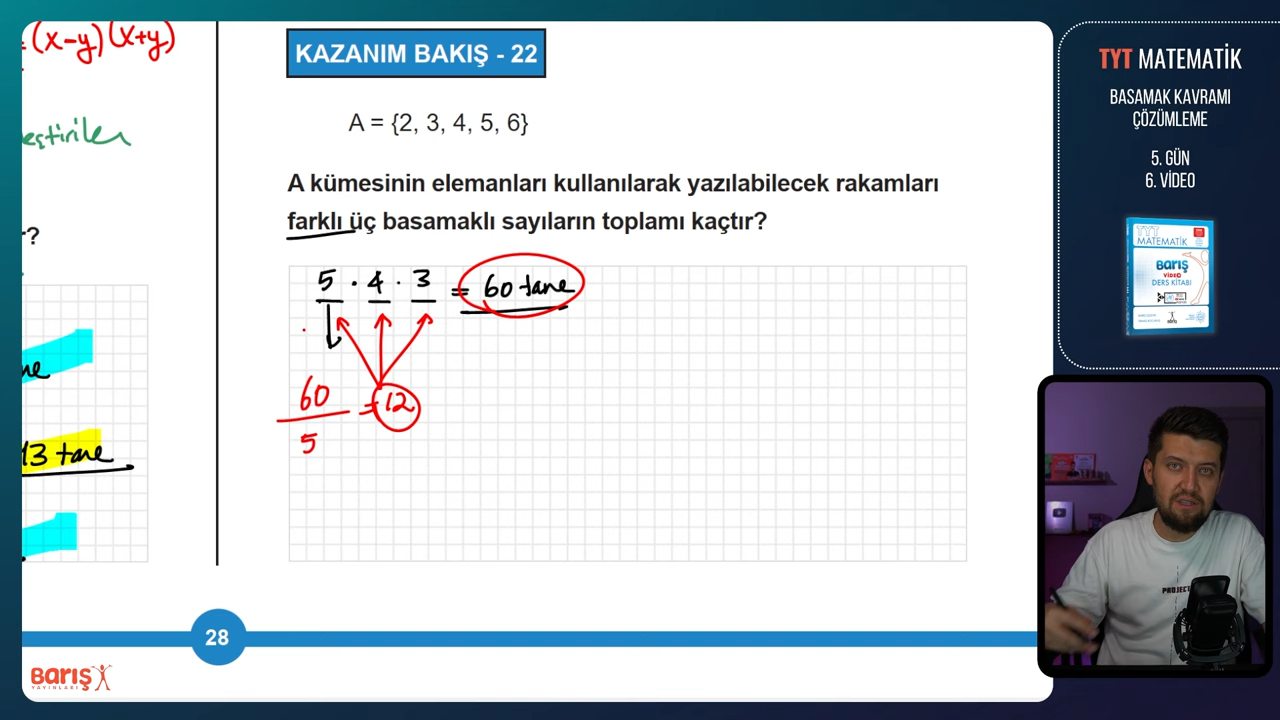 = (x-y) (x+y)
eştirilen
r?
ne
13 tane
KAZANIM BAKIŞ - 22
A = {2, 3, 4, 5, 6}
A kümesinin elemanları kullanılarak yazılabilecek rakamları
farklı üç basamaklı sayıların toplamı kaçtır?
5 · 4 · 3 = 60 tane
60
5
= 12
28
Barış
YAYINLARI
TYT MATEMATİK
BASAMAK KAVRAMI
ÇÖZÜMLEME
5. GÜN
6. VİDEO
TYT
MATEMATİK
Barış
VİDEO
DERS KİTABI
PROJECT